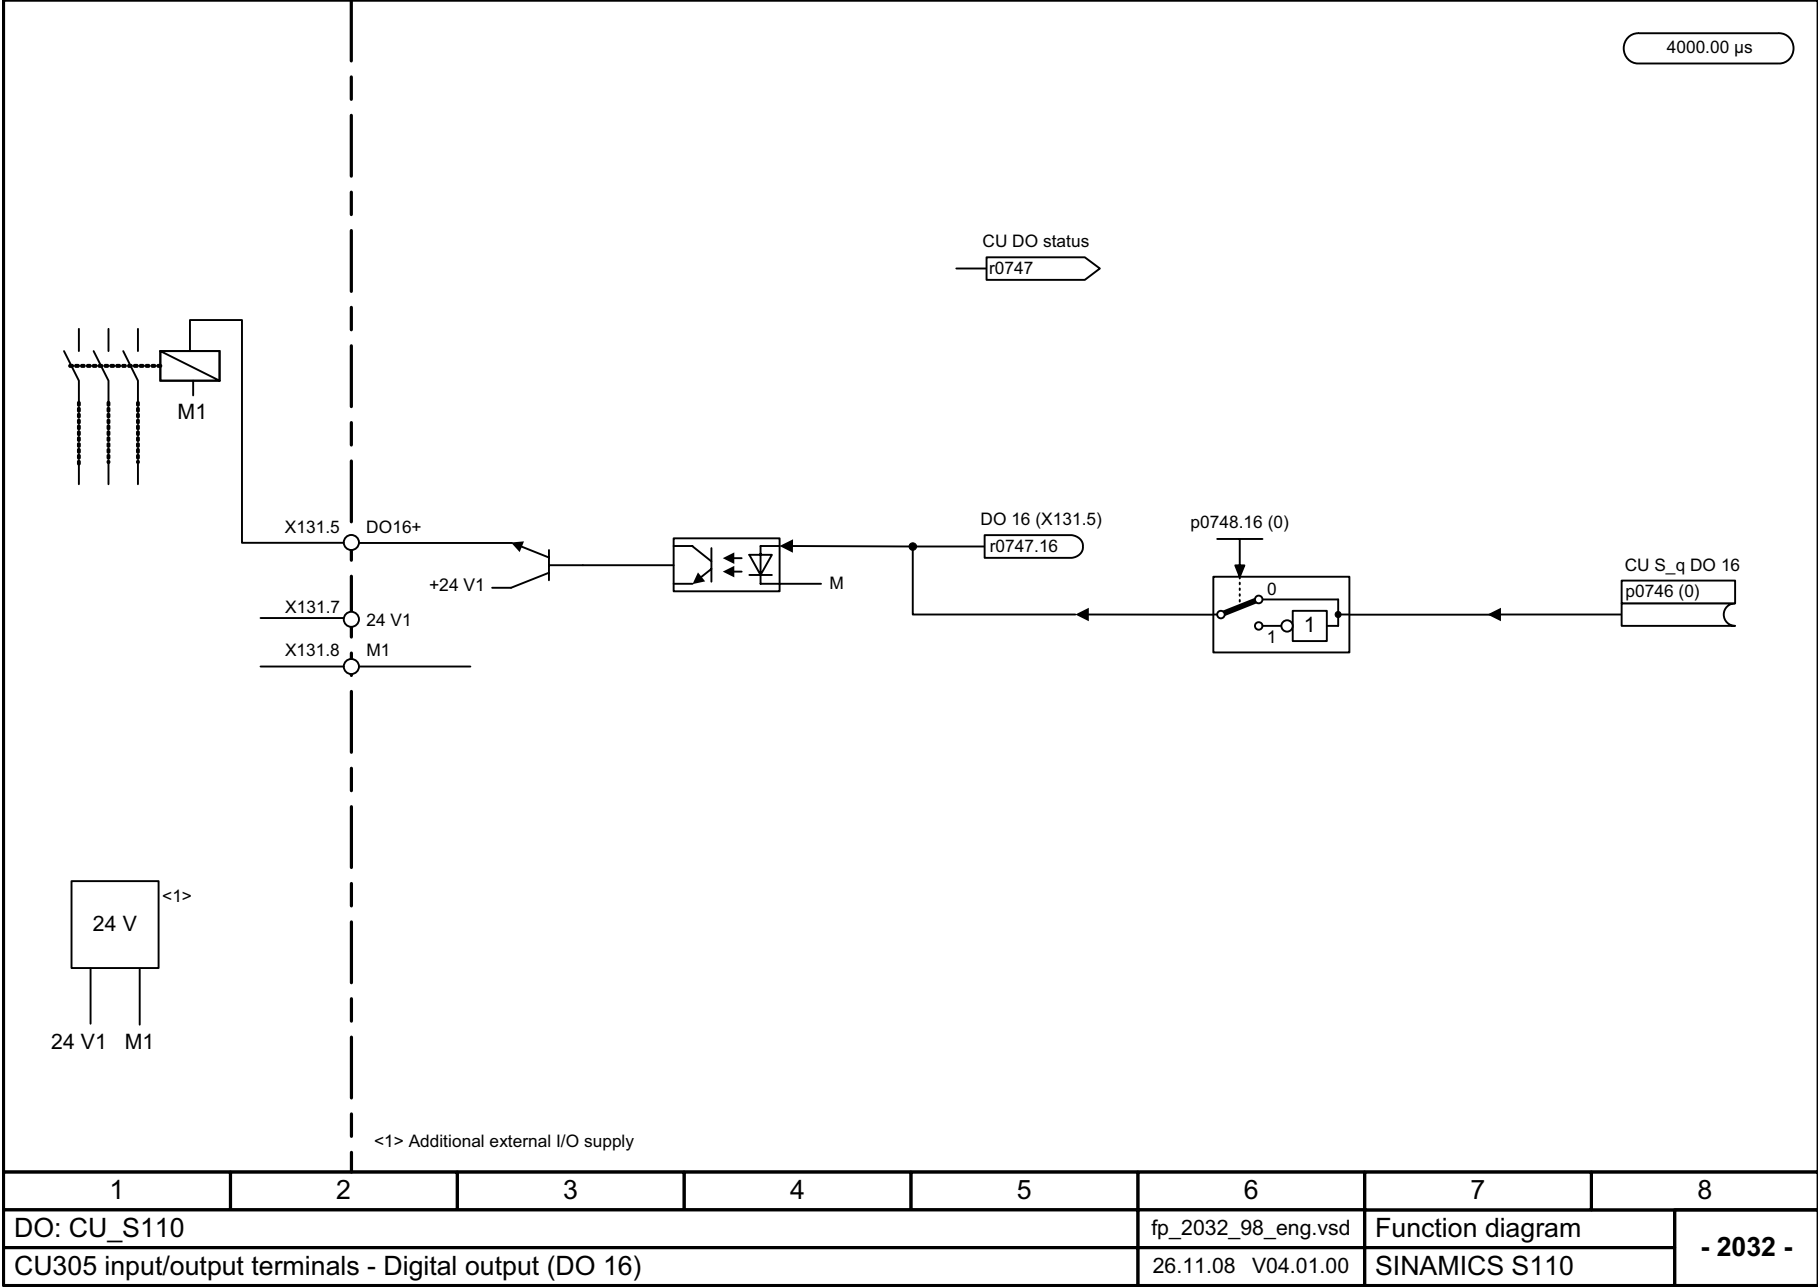 4000.00 µs
CU DO status
r0747
M1
X131.5 DO16+
+24 V1
X131.7 24 V1
X131.8 M1
M
DO 16 (X131.5)
r0747.16
p0748.16 (0)
0
1
1
CU S_q DO 16
p0746 (0)
24 V
<1>
24 V1 M1
<1> Additional external I/O supply
1 2 3 4 5 6 7 8
DO: CU_S110 fp_2032_98_eng.vsd Function diagram
- 2032 -
CU305 input/output terminals - Digital output (DO 16) 26.11.08 V04.01.00 SINAMICS S110